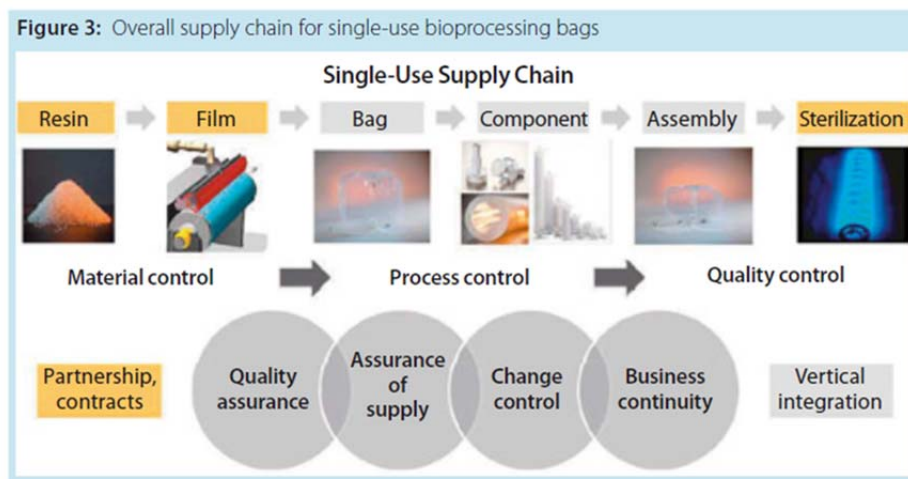 Figure 3: Overall supply chain for single-use bioprocessing bags
Single-Use Supply Chain
Resin
Film
Bag
Component
Assembly
Sterilization
Material control
Process control
Quality control
Partnership,
contracts
Quality
assurance
Assurance
of
supply
Change
control
Business
continuity
Vertical
integration